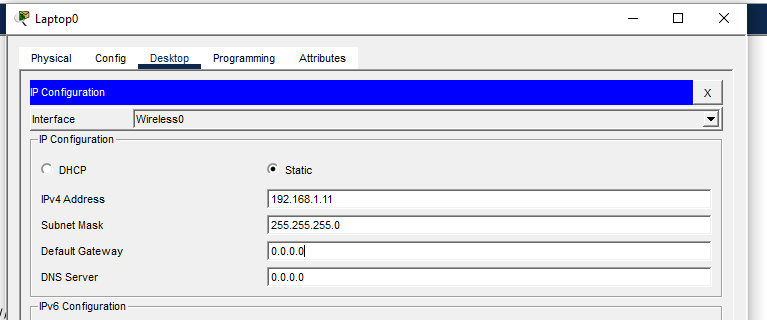 Laptop0
Physical Config Desktop Programming Attributes
IP Configuration X
Interface Wireless0
IP Configuration
DHCP Static
IPv4 Address 192.168.1.11
Subnet Mask 255.255.255.0
Default Gateway 0.0.0.0
DNS Server 0.0.0.0
IPv6 Configuration